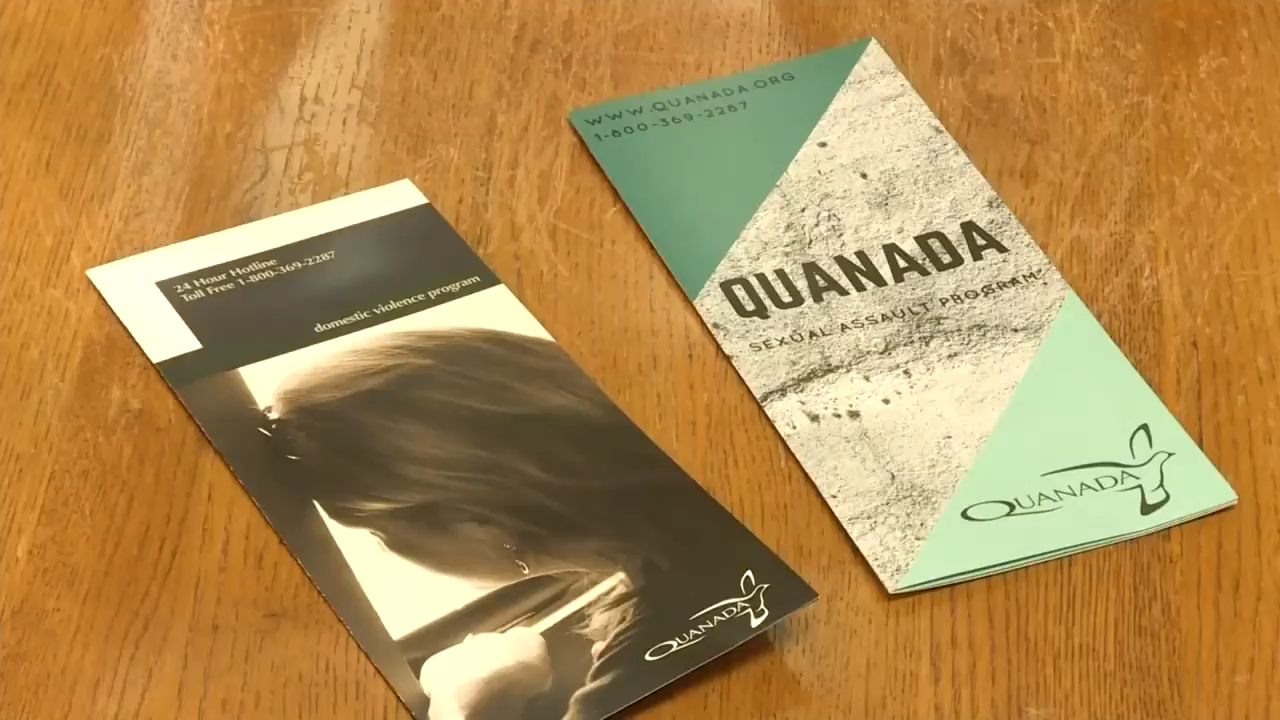 24 Hour Hotline
Toll Free 1-800-369-2287
domestic violence program
QUANADA
WWW.QUANADA.ORG
1-800-369-2287
QUANADA
SEXUAL ASSAULT PROGRAM
QUANADA